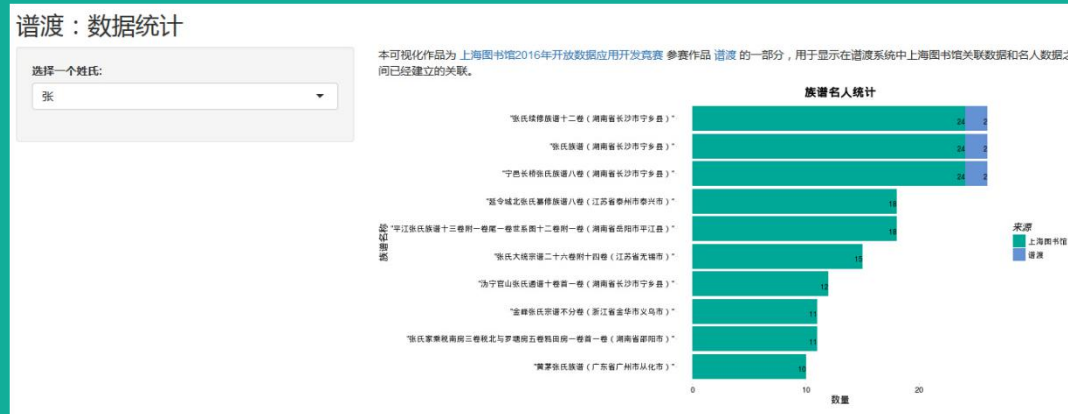 谱渡：数据统计
选择一个姓氏:
张
本可视化作品为 上海图书馆2016年开放数据应用开发竞赛 参赛作品 谱渡 的一部分，用于显示在谱渡系统中上海图书馆关联数据和名人数据之
间已经建立的关联。
族谱名人统计
"张氏续修族谱十二卷（湖南省长沙市宁乡县）"
24 2
"张氏族谱（湖南省长沙市宁乡县）"
24 2
"宁邑长桥张氏族谱八卷（湖南省长沙市宁乡县）"
24 2
"延令城北张氏纂修族谱八卷（江苏省泰州市泰兴市）"
18
"平江张氏族谱十三卷附一卷尾一卷世系图十二卷附一卷（湖南省岳阳市平江县）"
18
"张氏大统宗谱二十六卷附十四卷（江苏省无锡市）"
15
"沩宁官山张氏通谱十卷首一卷（湖南省长沙市宁乡县）"
12
"金峰张氏宗谱不分卷（浙江省金华市义乌市）"
11
"张氏家乘税南房三卷税北与罗塘房五卷鸭田房一卷首一卷（湖南省邵阳市）"
11
"黄茅张氏族谱（广东省广州市从化市）"
10
族谱名称
0 10 20
数量
来源
上海图书馆
谱渡